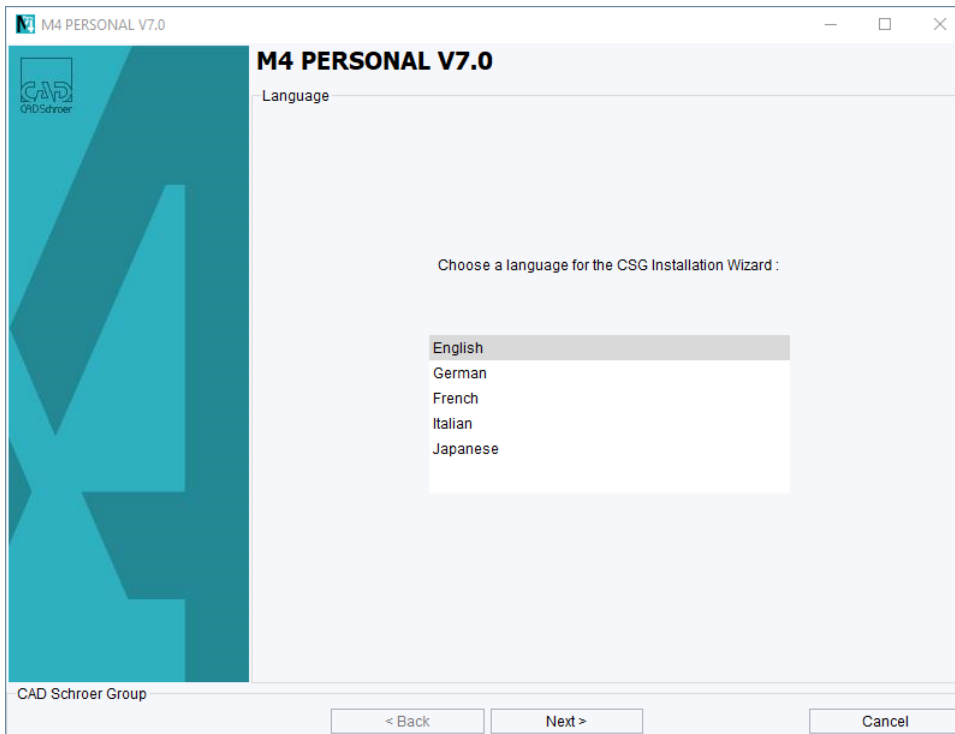 M4 PERSONAL V7.0
M4 PERSONAL V7.0
CAD
CADSchroer
Language
Choose a language for the CSG Installation Wizard :
English
German
French
Italian
Japanese
CAD Schroer Group
< Back
Next >
Cancel